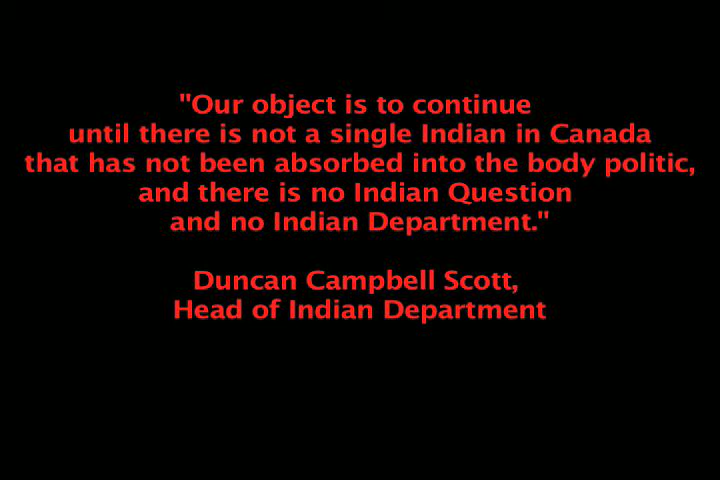 "Our object is to continue
until there is not a single Indian in Canada
that has not been absorbed into the body politic,
and there is no Indian Question
and no Indian Department."
Duncan Campbell Scott,
Head of Indian Department